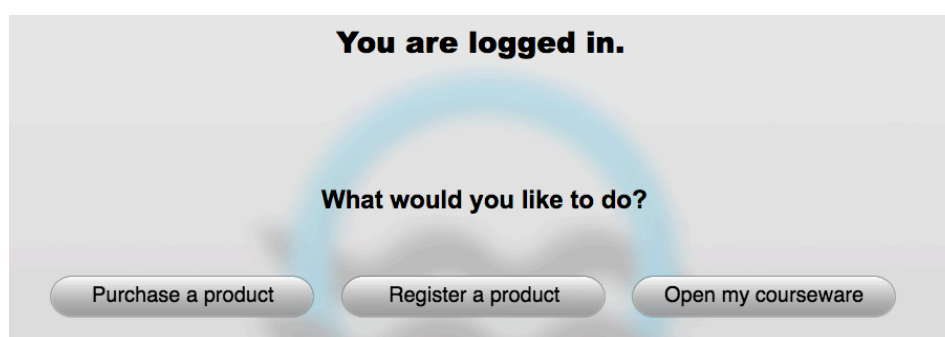 You are logged in.
What would you like to do?
Purchase a product Register a product Open my courseware